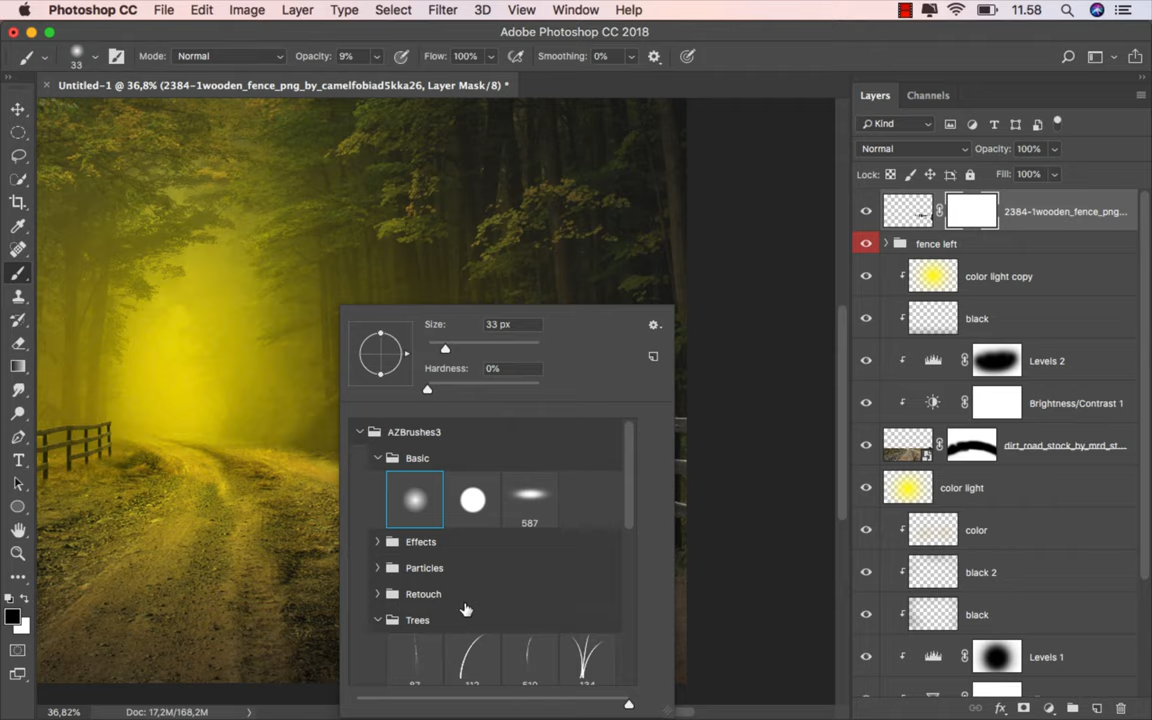 Photoshop CC File Edit Image Layer Type Select Filter 3D View Window Help 11.58
Adobe Photoshop CC 2018
33 Mode: Normal Opacity: 9% Flow: 100% Smoothing: 0%
Untitled-1 @ 36,8% (2384-1wooden_fence_png_by_camelfobiad5kka26, Layer Mask/8) *
Layers Channels
Kind
Normal Opacity: 100%
Lock: Fill: 100%
2384-1wooden_fence_png...
fence left
color light copy
black
Levels 2
Brightness/Contrast 1
dirt_road_stock_by_mrd_st...
color light
color
black 2
black
Levels 1
Size: 33 px
Hardness: 0%
AZBrushes3
Basic
587
Effects
Particles
Retouch
Trees
36,82% Doc: 17,2M/168,2M